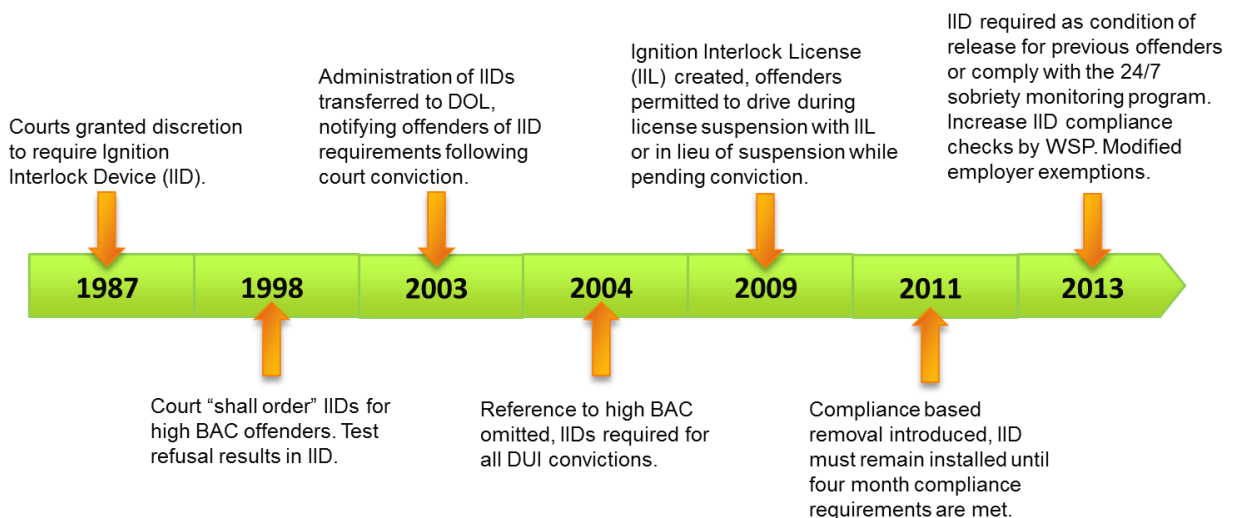 Courts granted discretion
to require Ignition
Interlock Device (IID).
Administration of IIDs
transferred to DOL,
notifying offenders of IID
requirements following
court conviction.
Ignition Interlock License
(IIL) created, offenders
permitted to drive during
license suspension with IIL
or in lieu of suspension while
pending conviction.
IID required as condition of
release for previous offenders
or comply with the 24/7
sobriety monitoring program.
Increase IID compliance
checks by WSP. Modified
employer exemptions.
1987 1998 2003 2004 2009 2011 2013
Court “shall order” IIDs for
high BAC offenders. Test
refusal results in IID.
Reference to high BAC
omitted, IIDs required for
all DUI convictions.
Compliance based
removal introduced, IID
must remain installed until
four month compliance
requirements are met.